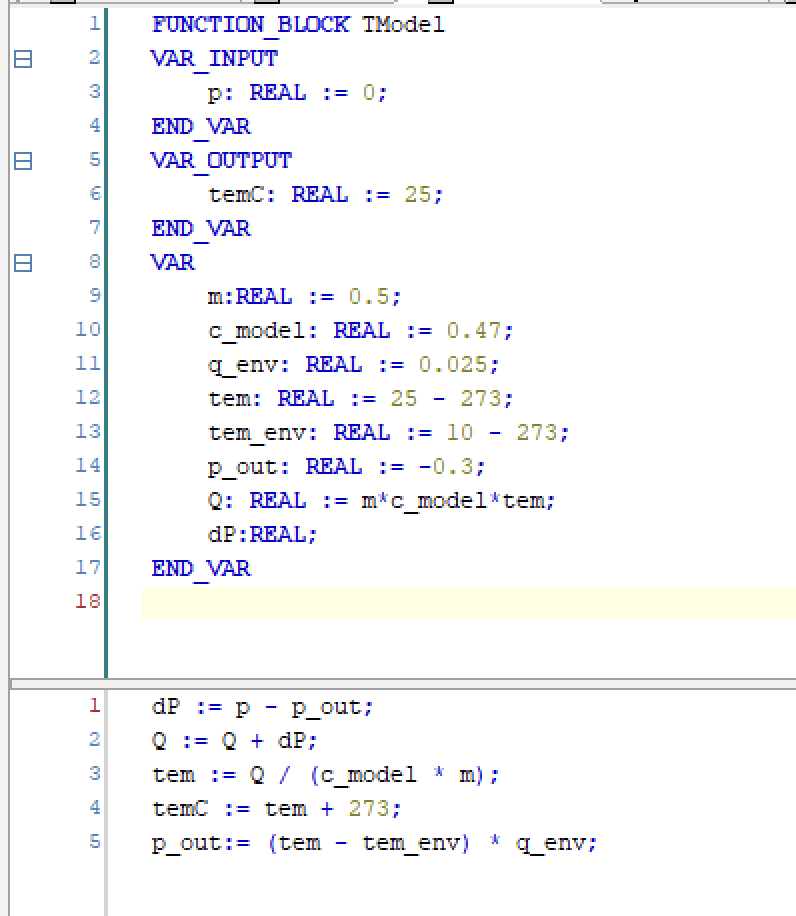 1 FUNCTION_BLOCK TModel
2 VAR_INPUT
3 p: REAL := 0;
4 END_VAR
5 VAR_OUTPUT
6 temC: REAL := 25;
7 END_VAR
8 VAR
9 m:REAL := 0.5;
10 c_model: REAL := 0.47;
11 q_env: REAL := 0.025;
12 tem: REAL := 25 - 273;
13 tem_env: REAL := 10 - 273;
14 p_out: REAL := -0.3;
15 Q: REAL := m*c_model*tem;
16 dP:REAL;
17 END_VAR
18
1 dP := p - p_out;
2 Q := Q + dP;
3 tem := Q / (c_model * m);
4 temC := tem + 273;
5 p_out:= (tem - tem_env) * q_env;